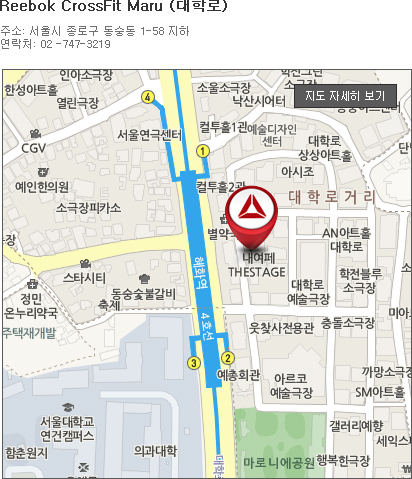 Reebok CrossFit Maru (대학로)
주소: 서울시 종로구 동숭동 1-58 지하
연락처: 02 -747-3219
인아소극장
한성아트홀
열린극장
소울소극장
낙산시어터
지도 자세히 보기
4
서울연극센터
컬투홀1관
예술디자인
센터
대학로
상상아트홀
CGV
1
예인한의원
아시조
컬투홀2관
대학로거리
소극장피카소
AN아트홀
대학로
내여페
THESTAGE
혜화역
4호선
스타시티
학전블루
소극장
정민
온누리약국
동숭숯불갈비
축제
대학로
예술극장
주택재개발
웃찾사전용관
충돌소극장
3
2
예총회관
까망소극장
아르코
예술극장
SM아트홀
서울대학교
연건캠퍼스
갤러리예향
의과대학
향춘원지
마로니에공원
행복한극장